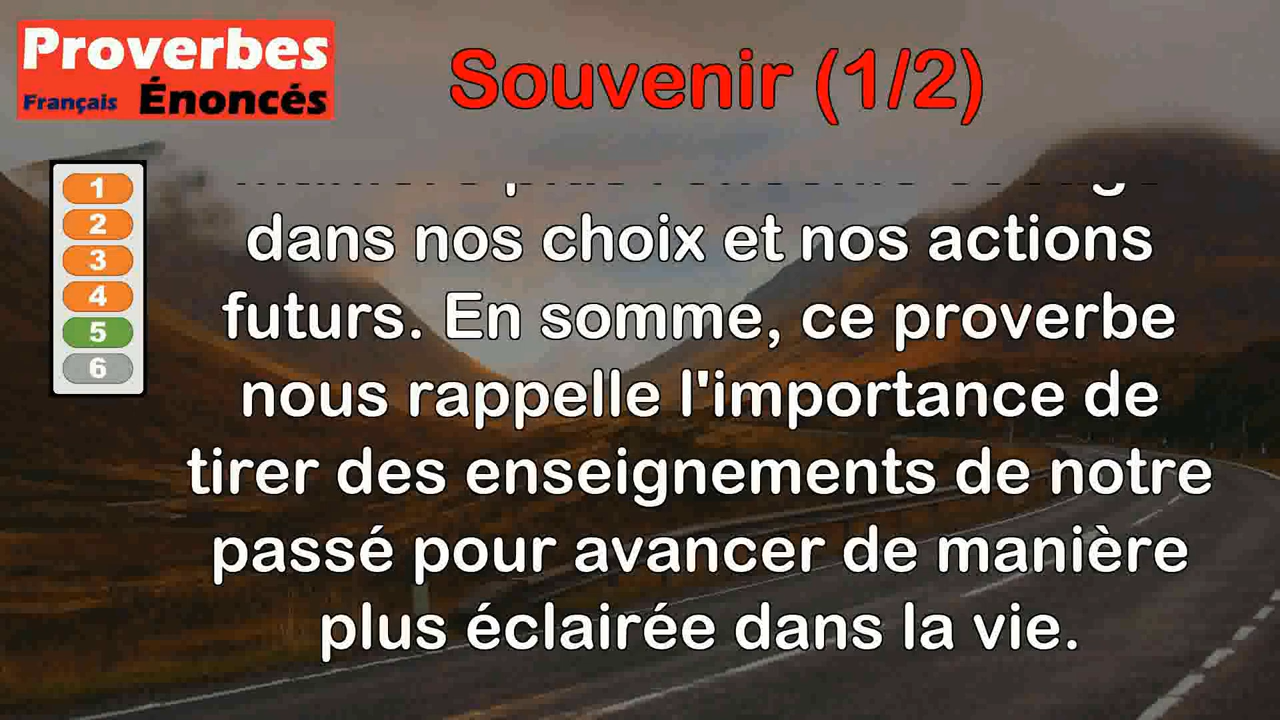 Proverbes
Français Énoncés
Souvenir (1/2)
1
2
3
4
5
6
dans nos choix et nos actions
futurs. En somme, ce proverbe
nous rappelle l'importance de
tirer des enseignements de notre
passé pour avancer de manière
plus éclairée dans la vie.